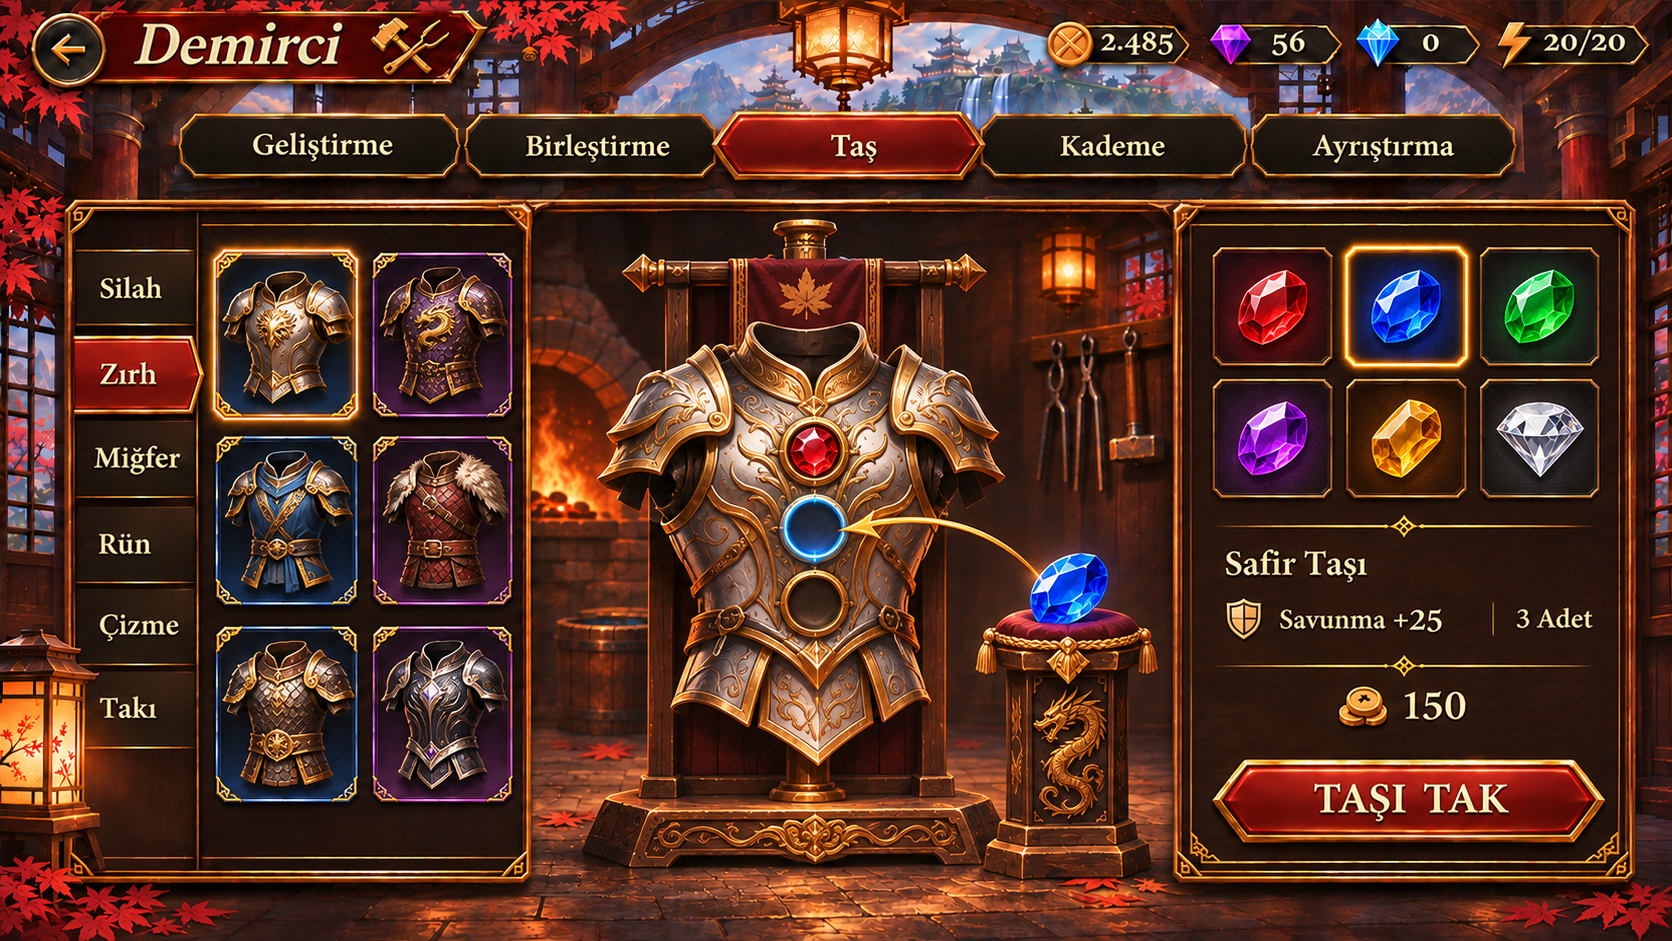 Demirci
2.485
56
0
20/20
Geliştirme
Birleştirme
Taş
Kademe
Ayrıştırma
Silah
Zırh
Miğfer
Rün
Çizme
Takı
Safir Taşı
Savunma +25
3 Adet
150
TAŞI TAK